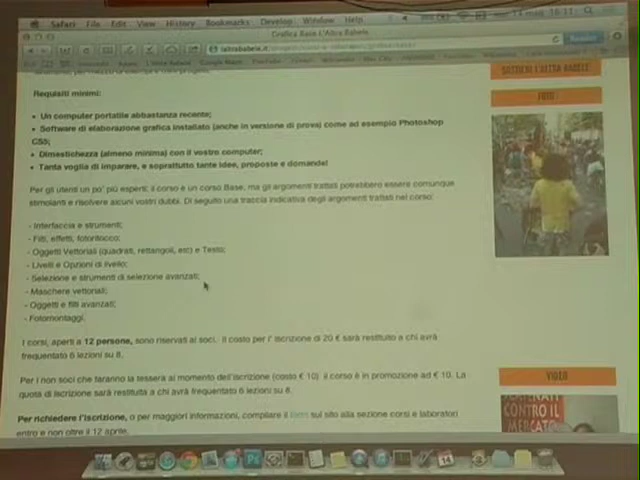 Safari File Edit View History Bookmarks Develop Window Help
Grafica Base L'Altra Babele
laltrababele.it
Requisiti minimi:
• Un computer portatile abbastanza recente;
• Software di elaborazione grafica installato (anche in versione di prova) come ad esempio Photoshop
CS5;
• Dimestichezza (almeno minima) con il vostro computer;
• Tanta voglia di imparare, e soprattutto tante idee, proposte e domande!
Per gli utenti un po' più esperti: il corso è un corso Base, ma gli argomenti trattati potrebbero essere comunque
stimolanti e risolvere alcuni vostri dubbi. Di seguito una traccia indicativa degli argomenti trattati nel corso:
- Interfaccia e strumenti;
- Filtri, effetti, fotoritocco;
- Oggetti Vettoriali (quadrati, rettangoli, etc) e Testo;
- Livelli e Opzioni di livello;
- Selezione e strumenti di selezione avanzati;
- Maschere vettoriali;
- Oggetti e filtri avanzati;
- Fotomontaggi.
I corsi, aperti a 12 persone, sono riservati ai soci. Il costo per l' iscrizione di 20 € sarà restituito a chi avrà
frequentato 6 lezioni su 8.
Per i non soci che faranno la tessera al momento dell'iscrizione (costo € 10) il corso è in promozione ad € 10. La
quota di iscrizione sarà restituita a chi avrà frequentato 6 lezioni su 8.
Per richiedere l'iscrizione, o per maggiori informazioni, compilare il form sul sito alla sezione corsi e laboratori
entro e non oltre il 12 aprile.
SOSTIENI L'ALTRA BABELE
FOTO
VIDEO
CONTRO IL
MERCATO
Ps
14